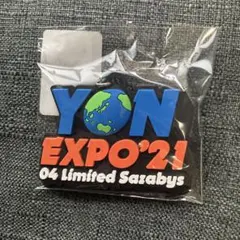 YON
EXPO'21
04 Limited Sazabys